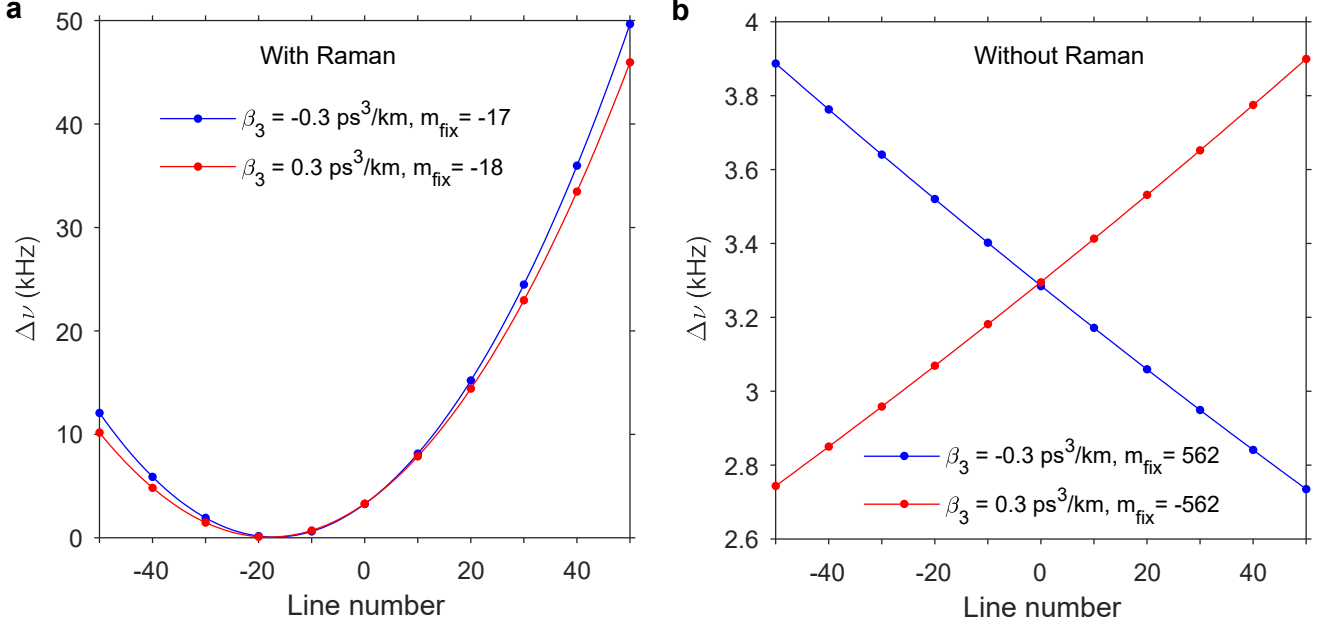 a
With Raman
β3 = -0.3 ps3/km, mfix= -17
β3 = 0.3 ps3/km, mfix= -18
50
40
30
20
10
0
Δν (kHz)
-40 -20 0 20 40
Line number
b
Without Raman
4
3.8
3.6
3.4
3.2
3
2.8
2.6
Δν (kHz)
β3 = -0.3 ps3/km, mfix= 562
β3 = 0.3 ps3/km, mfix= -562
-40 -20 0 20 40
Line number